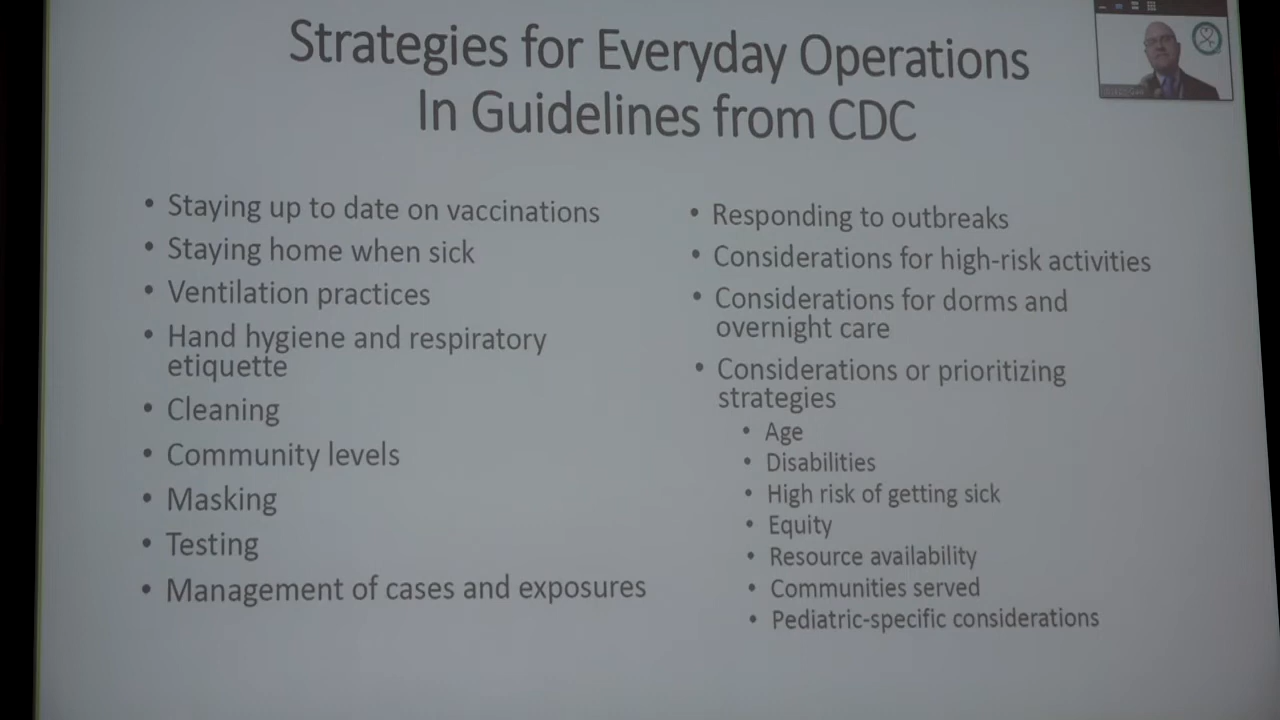 Strategies for Everyday Operations
In Guidelines from CDC
• Staying up to date on vaccinations
• Staying home when sick
• Ventilation practices
• Hand hygiene and respiratory
etiquette
• Cleaning
• Community levels
• Masking
• Testing
• Management of cases and exposures
• Responding to outbreaks
• Considerations for high-risk activities
• Considerations for dorms and
overnight care
• Considerations or prioritizing
strategies
• Age
• Disabilities
• High risk of getting sick
• Equity
• Resource availability
• Communities served
• Pediatric-specific considerations